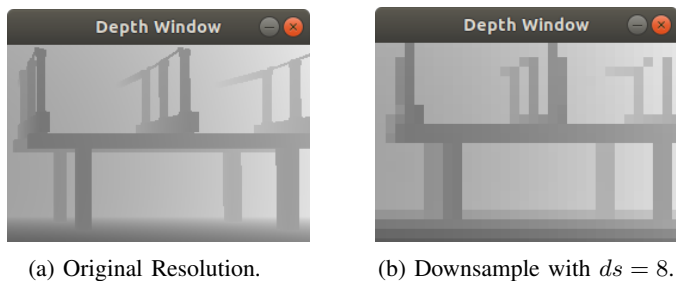 Depth Window
Depth Window
(a) Original Resolution.
(b) Downsample with ds = 8.